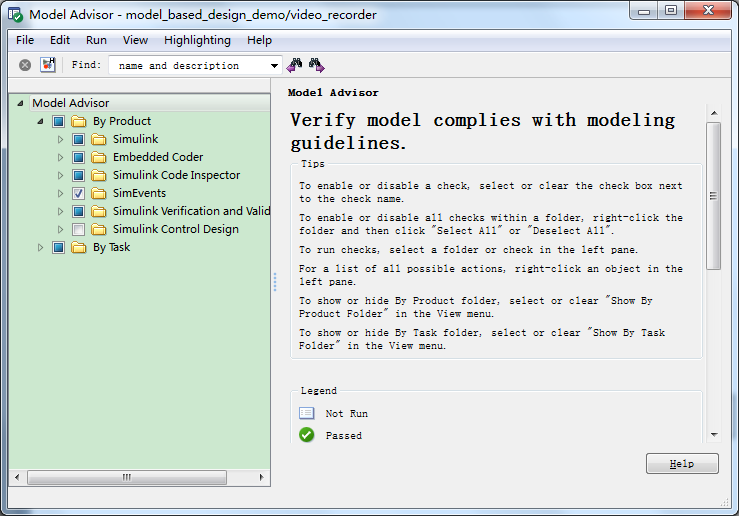 Model Advisor - model_based_design_demo/video_recorder
File Edit Run View Highlighting Help
Find: name and description
Model Advisor
By Product
Simulink
Embedded Coder
Simulink Code Inspector
SimEvents
Simulink Verification and Valid
Simulink Control Design
By Task
Model Advisor
Verify model complies with modeling
guidelines.
Tips
To enable or disable a check, select or clear the check box next
to the check name.
To enable or disable all checks within a folder, right-click the
folder and then click "Select All" or "Deselect All".
To run checks, select a folder or check in the left pane.
For a list of all possible actions, right-click an object in the
left pane.
To show or hide By Product folder, select or clear "Show By
Product Folder" in the View menu.
To show or hide By Task folder, select or clear "Show By Task
Folder" in the View menu.
Legend
Not Run
Passed
Help